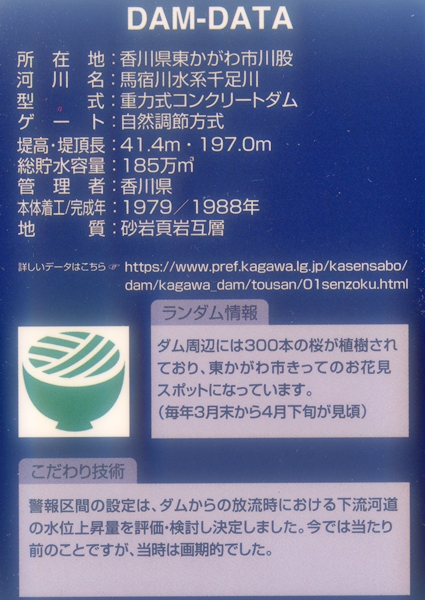 DAM-DATA
所在地：香川県東かがわ市川股
河川名：馬宿川水系千足川
型式：重力式コンクリートダム
ゲート：自然調節方式
堤高・堤頂長：41.4m・197.0m
総貯水容量：185万㎥
管理者：香川県
本体着工/完成年：1979／1988年
地質：砂岩頁岩互層
詳しいデータはこちら☞ https://www.pref.kagawa.lg.jp/kasensabo/
dam/kagawa_dam/tousan/01senzoku.html
ランダム情報
ダム周辺には300本の桜が植樹され
ており、東かがわ市きってのお花見
スポットになっています。
（毎年3月末から4月下旬が見頃）
こだわり技術
警報区間の設定は、ダムからの放流時における下流河道
の水位上昇量を評価・検討し決定しました。今では当たり
前のことですが、当時は画期的でした。